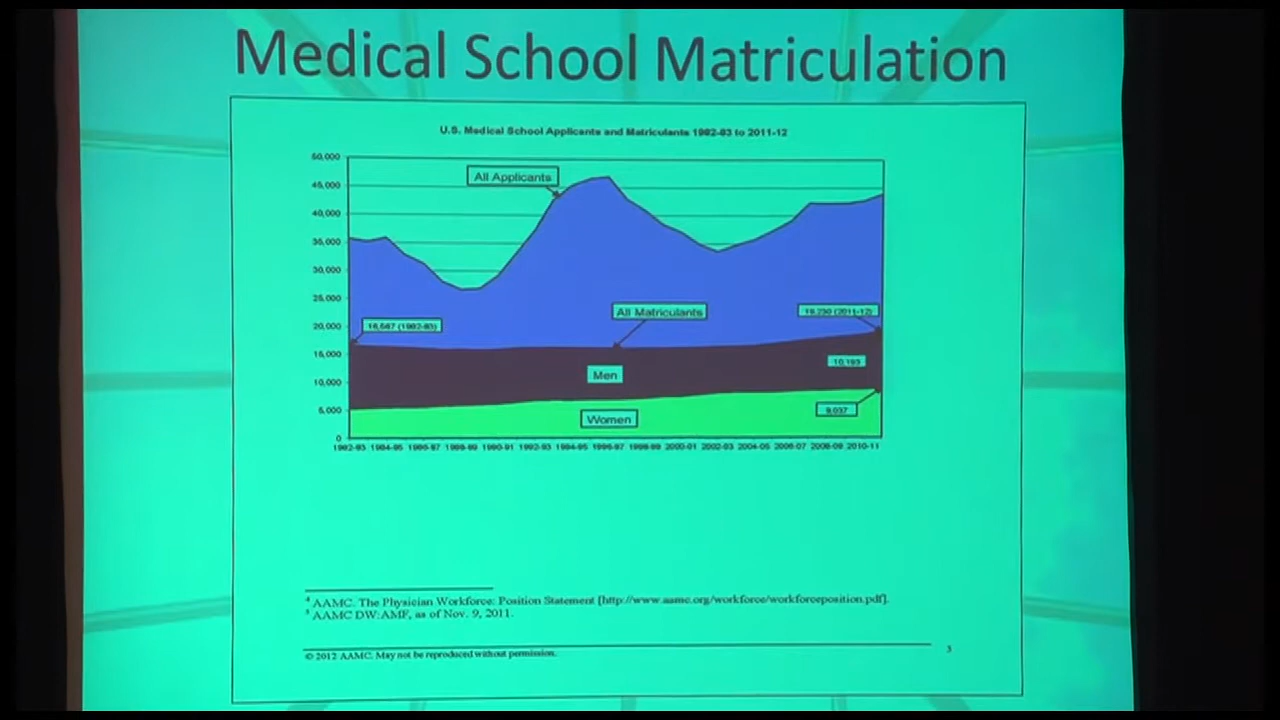 Medical School Matriculation
U.S. Medical School Applicants and Matriculants 1982-83 to 2011-12
50,000
All Applicants
45,000
40,000
35,000
30,000
25,000
All Matriculants
19,230 (2011-12)
20,000
16,567 (1982-83)
15,000
10,193
Men
10,000
5,000
9,037
Women
0
1982-83 1984-85 1986-87 1988-89 1990-91 1992-93 1994-95 1996-97 1998-99 2000-01 2002-03 2004-05 2006-07 2008-09 2010-11
⁴ AAMC. The Physician Workforce: Position Statement [http://www.aamc.org/workforce/workforceposition.pdf].
⁵ AAMC DW:AMF, as of Nov. 9, 2011.
© 2012 AAMC. May not be reproduced without permission.
3